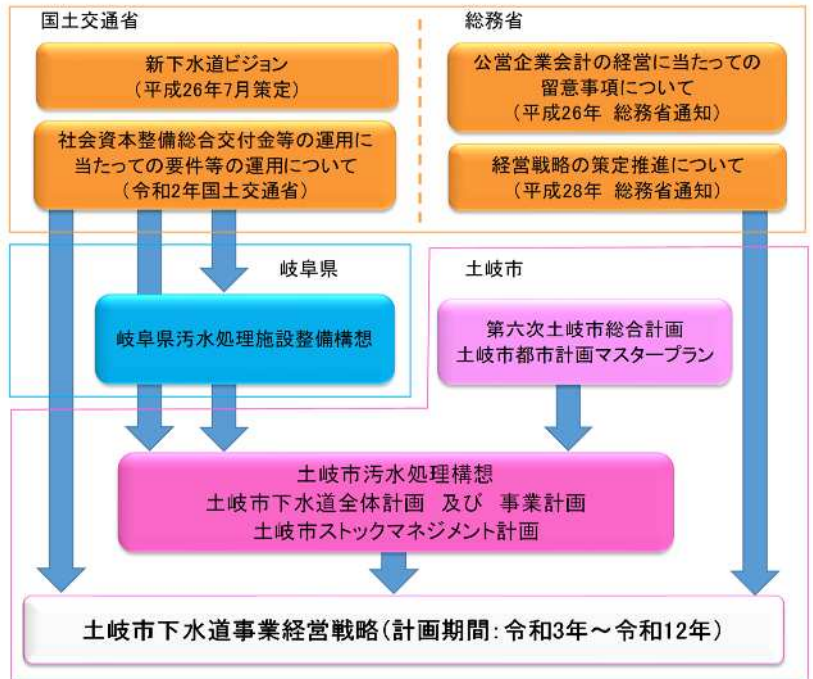 国土交通省
新下水道ビジョン
（平成26年7月策定）
社会資本整備総合交付金等の運用に
当たっての要件等の運用について
（令和2年国土交通省）
総務省
公営企業会計の経営に当たっての
留意事項について
（平成26年 総務省通知）
経営戦略の策定推進について
（平成28年 総務省通知）
岐阜県
岐阜県汚水処理施設整備構想
土岐市
第六次土岐市総合計画
土岐市都市計画マスタープラン
土岐市汚水処理構想
土岐市下水道全体計画 及び 事業計画
土岐市ストックマネジメント計画
土岐市下水道事業経営戦略（計画期間：令和3年～令和12年）